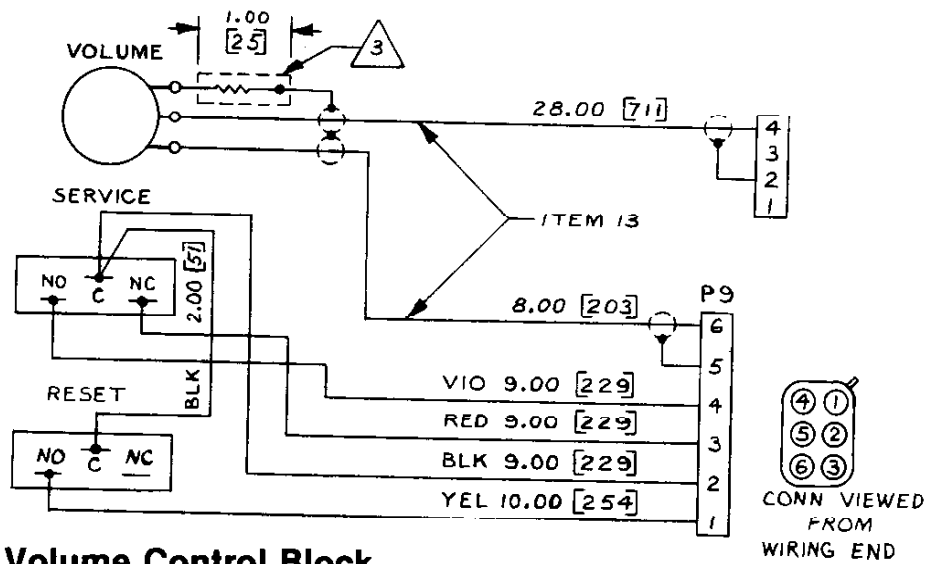 1.00
[25]
3
VOLUME
28.00 [711]
4
3
2
1
SERVICE
ITEM 13
NO
C
NC
2.00 [51]
P9
8.00 [203]
6
5
BLK
VIO 9.00 [229]
4
RESET
RED 9.00 [229]
3
NO
C
NC
BLK 9.00 [229]
2
YEL 10.00 [254]
1
4 1
5 2
6 3
CONN VIEWED
FROM
WIRING END
Volume Control Block